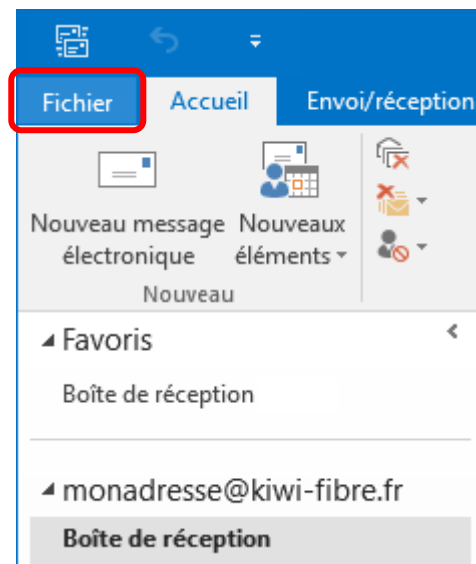 Fichier Accueil Envoi/réception
Nouveau message Nouveaux
électronique éléments
Nouveau
Favoris
Boîte de réception
monadresse@kiwi-fibre.fr
Boîte de réception